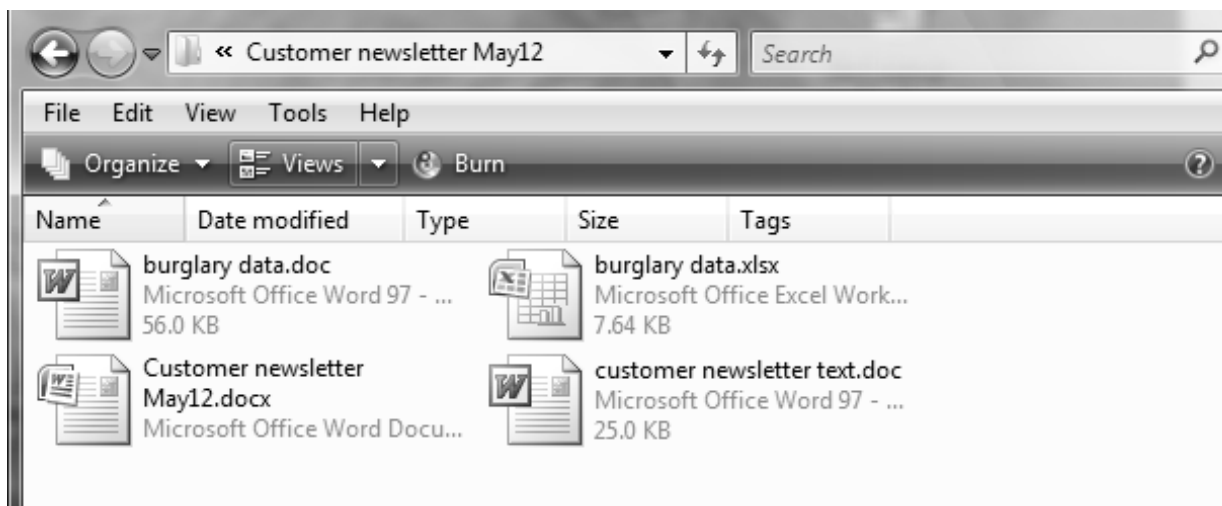 « Customer newsletter May12
Search
File Edit View Tools Help
Organize Views Burn ?
Name Date modified Type Size Tags
burglary data.doc
Microsoft Office Word 97 - ...
56.0 KB
burglary data.xlsx
Microsoft Office Excel Work...
7.64 KB
Customer newsletter
May12.docx
Microsoft Office Word Docu...
customer newsletter text.doc
Microsoft Office Word 97 - ...
25.0 KB